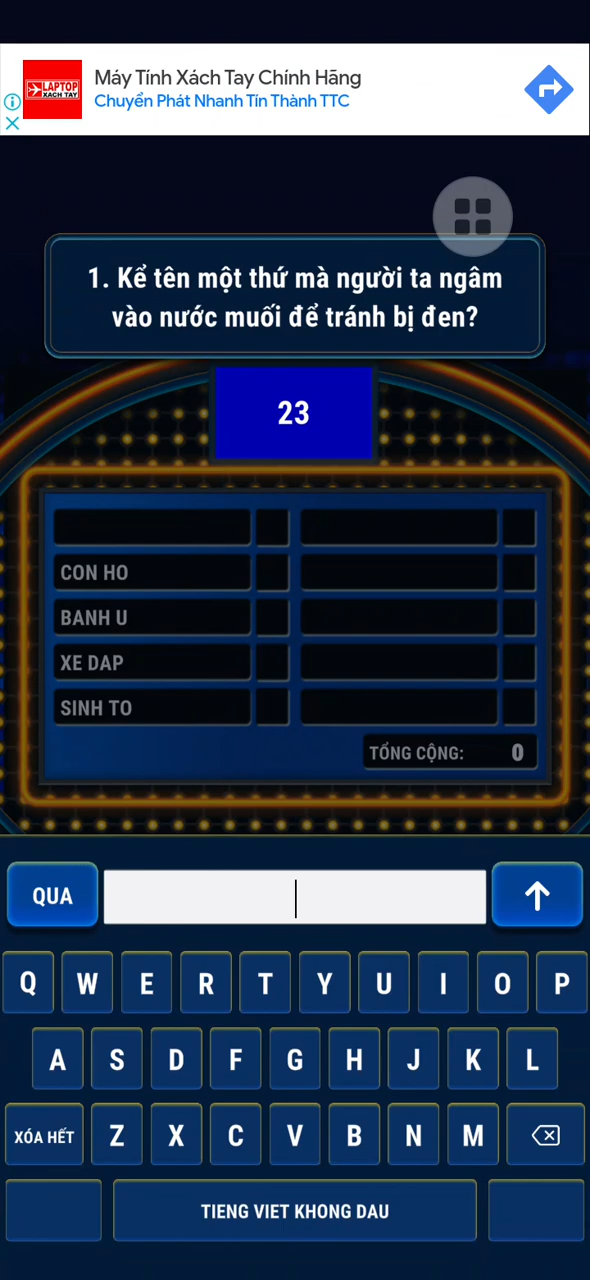 LAPTOP
XÁCH TAY
Máy Tính Xách Tay Chính Hãng
Chuyển Phát Nhanh Tín Thành TTC
1. Kể tên một thứ mà người ta ngâm
vào nước muối để tránh bị đen?
23
CON HO
BANH U
XE DAP
SINH TO
TỔNG CỘNG: 0
QUA
Q W E R T Y U I O P
A S D F G H J K L
XÓA HẾT Z X C V B N M
TIENG VIET KHONG DAU